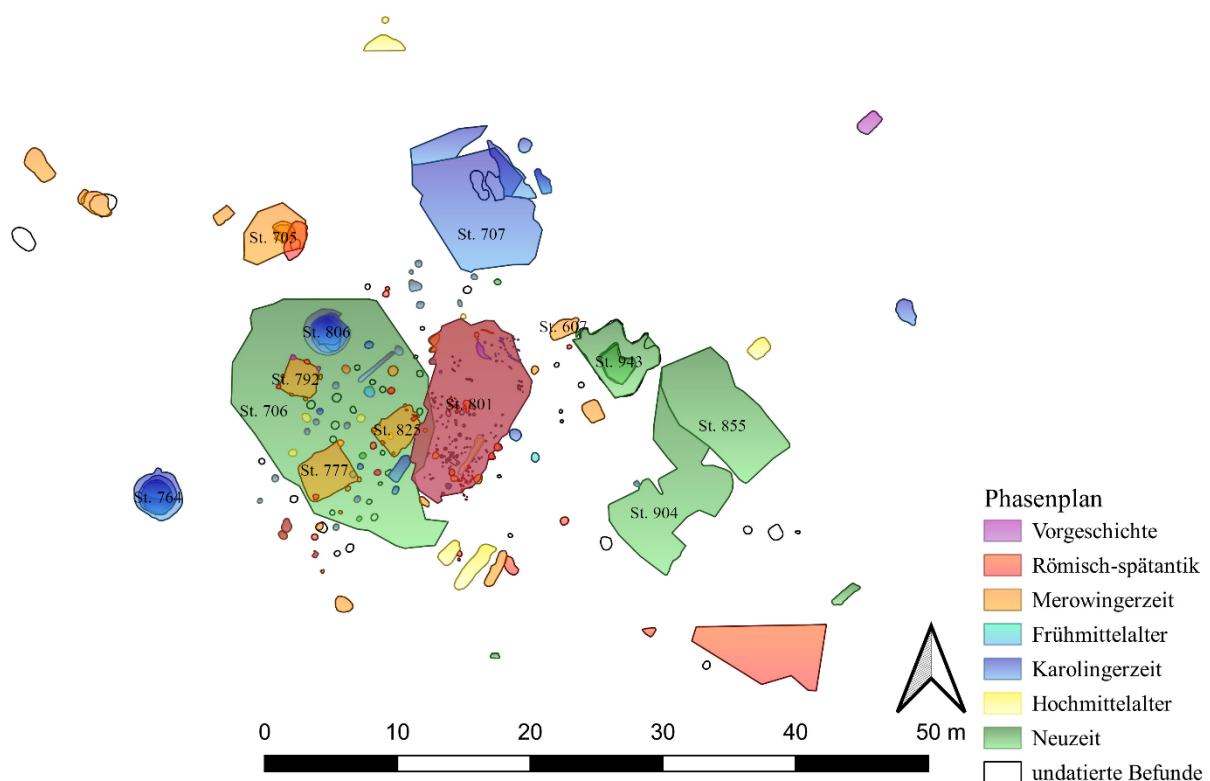 St. 705
St. 707
St. 806
St. 607
St. 943
St. 792
St. 706
St. 801
St. 855
St. 825
St. 777
St. 764
St. 904
Phasenplan
Vorgeschichte
Römisch-spätantik
Merowingerzeit
Frühmittelalter
Karolingerzeit
Hochmittelalter
Neuzeit
undatierte Befunde
0 10 20 30 40 50 m